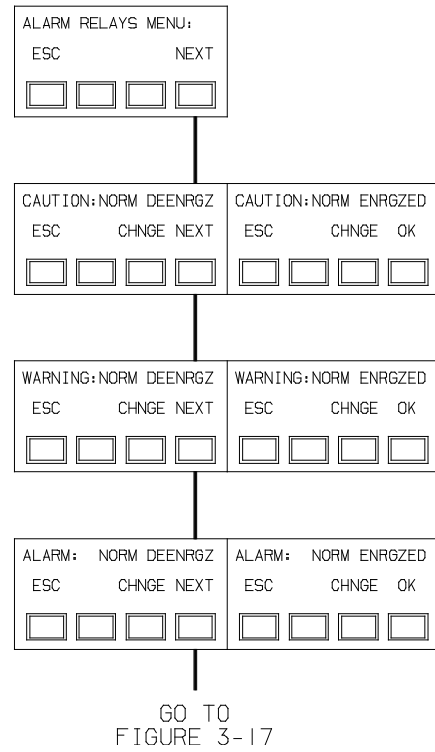 ALARM RELAYS MENU:
ESC NEXT
CAUTION:NORM DEENRGZ
ESC CHNGE NEXT
CAUTION:NORM ENRGZED
ESC CHNGE OK
WARNING:NORM DEENRGZ
ESC CHNGE NEXT
WARNING:NORM ENRGZED
ESC CHNGE OK
ALARM: NORM DEENRGZ
ESC CHNGE NEXT
ALARM: NORM ENRGZED
ESC CHNGE OK
GO TO
FIGURE 3-17